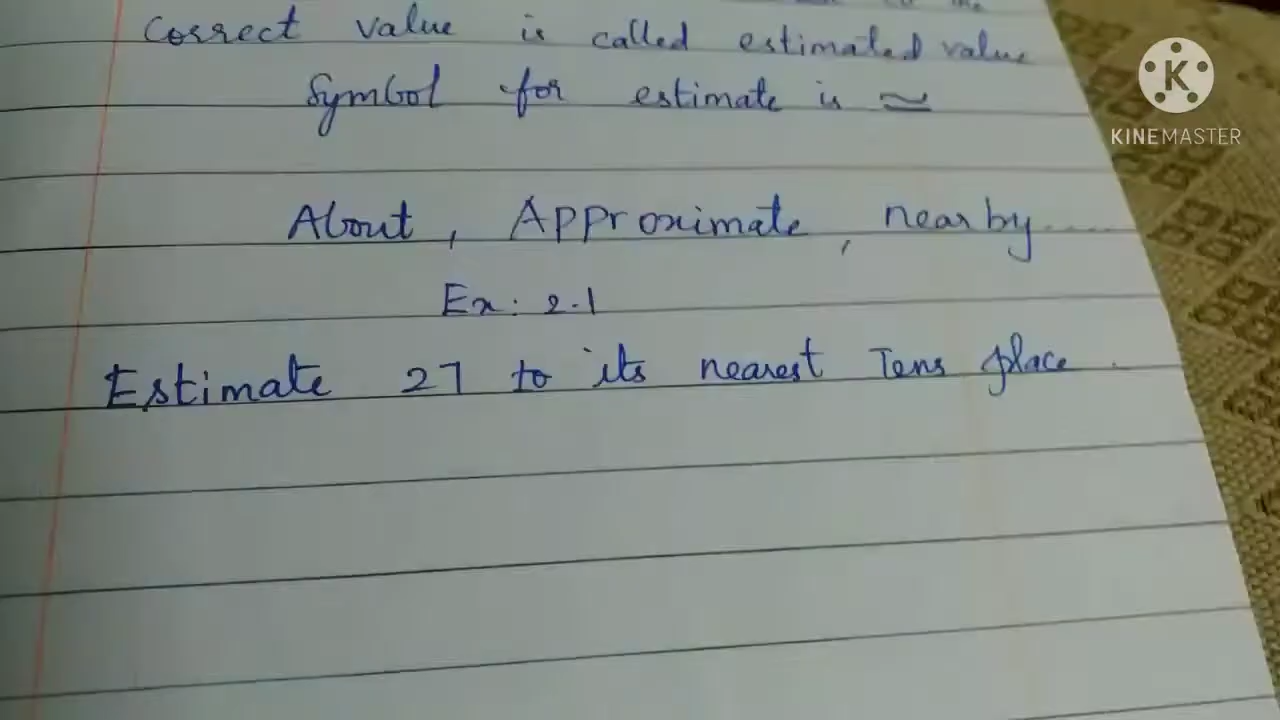 the
Correct value is called estimated value
Symbol for estimate is ≃
About, Approximate, nearby.....
Ex: 2.1
Estimate 27 to its nearest Tens place.
K
KINEMASTER